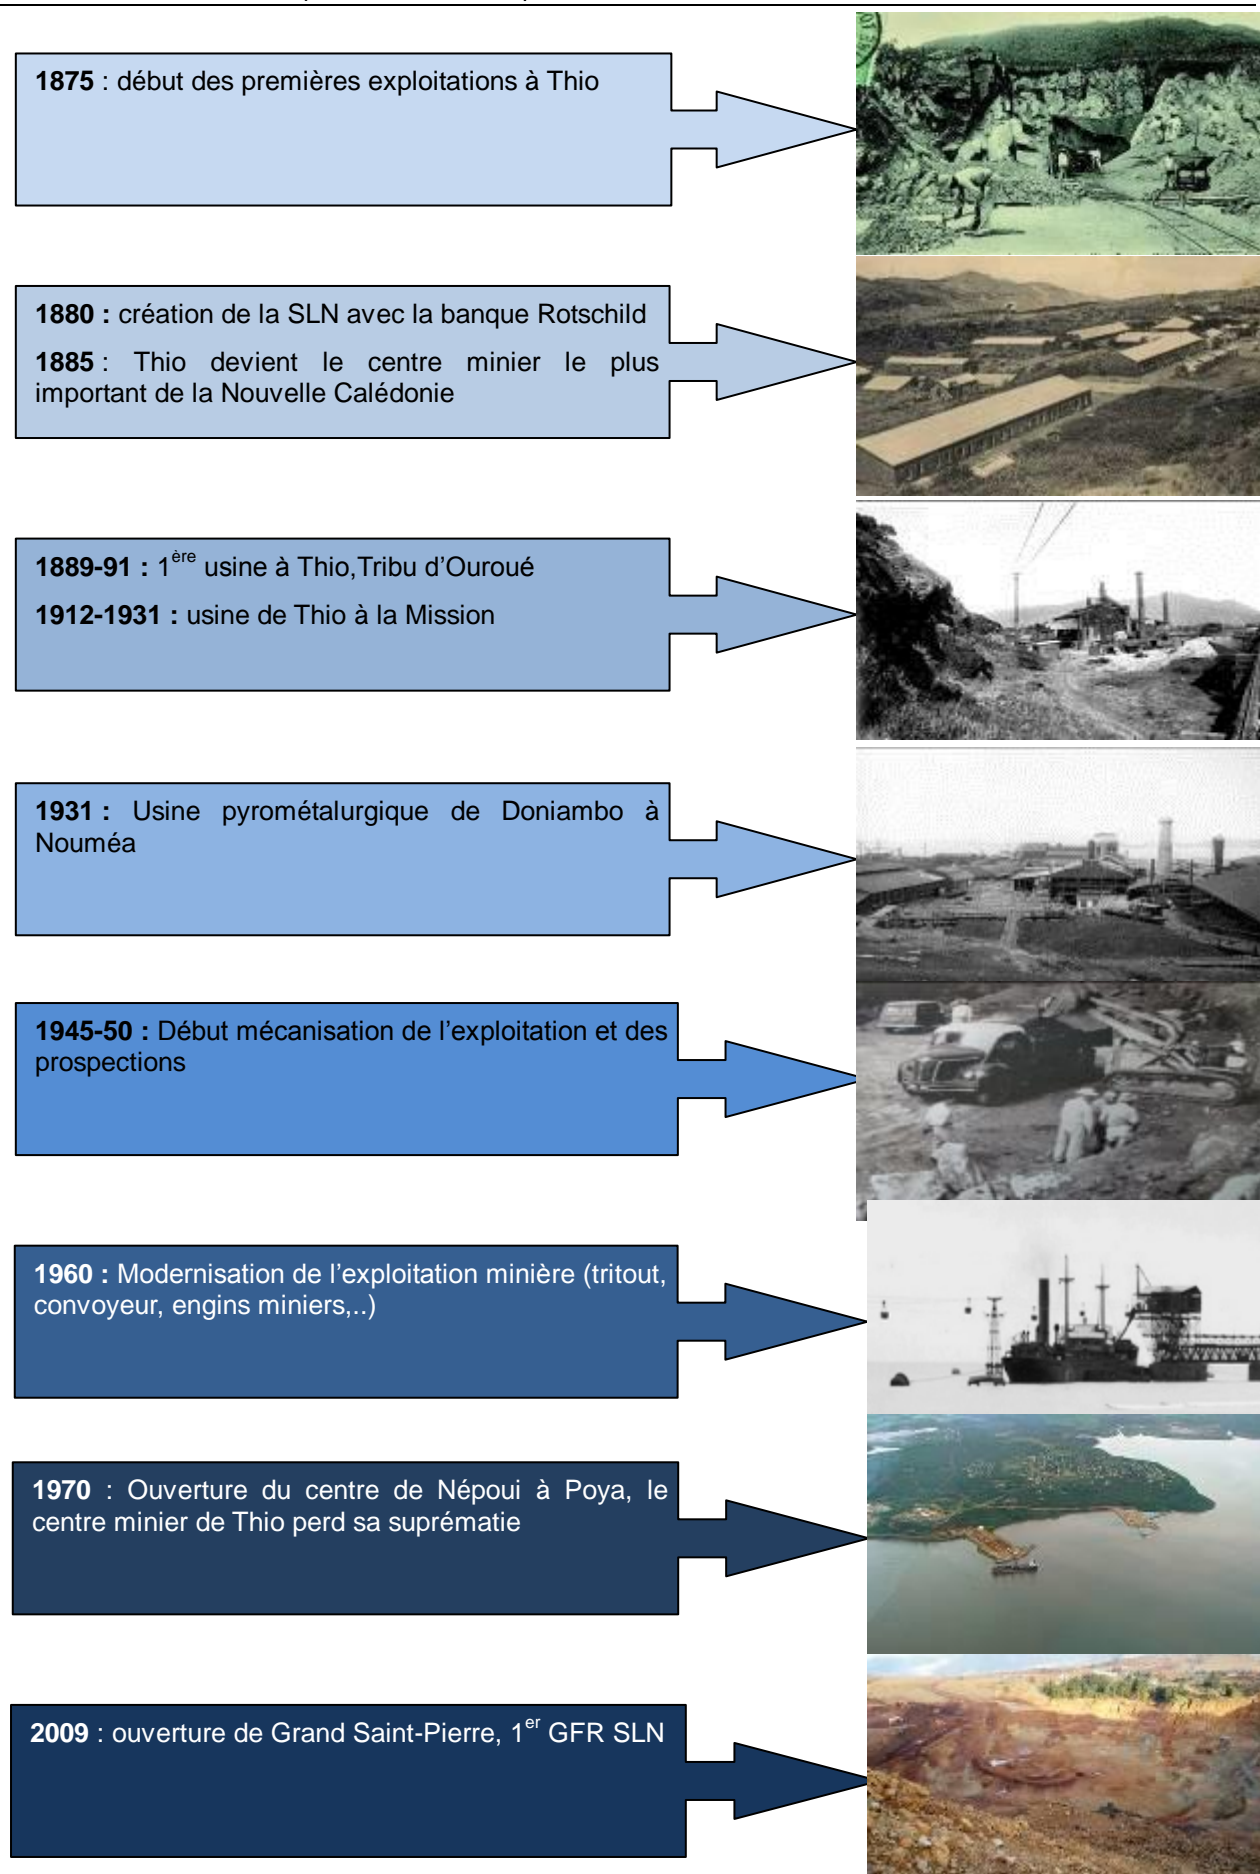 1875 : début des premières exploitations à Thio
1880 : création de la SLN avec la banque Rotschild
1885 : Thio devient le centre minier le plus
important de la Nouvelle Calédonie
1889-91 : 1ère usine à Thio,Tribu d’Ouroué
1912-1931 : usine de Thio à la Mission
1931 : Usine pyrométalurgique de Doniambo à
Nouméa
1945-50 : Début mécanisation de l’exploitation et des
prospections
1960 : Modernisation de l’exploitation minière (tritout,
convoyeur, engins miniers,..)
1970 : Ouverture du centre de Népoui à Poya, le
centre minier de Thio perd sa suprématie
2009 : ouverture de Grand Saint-Pierre, 1er GFR SLN